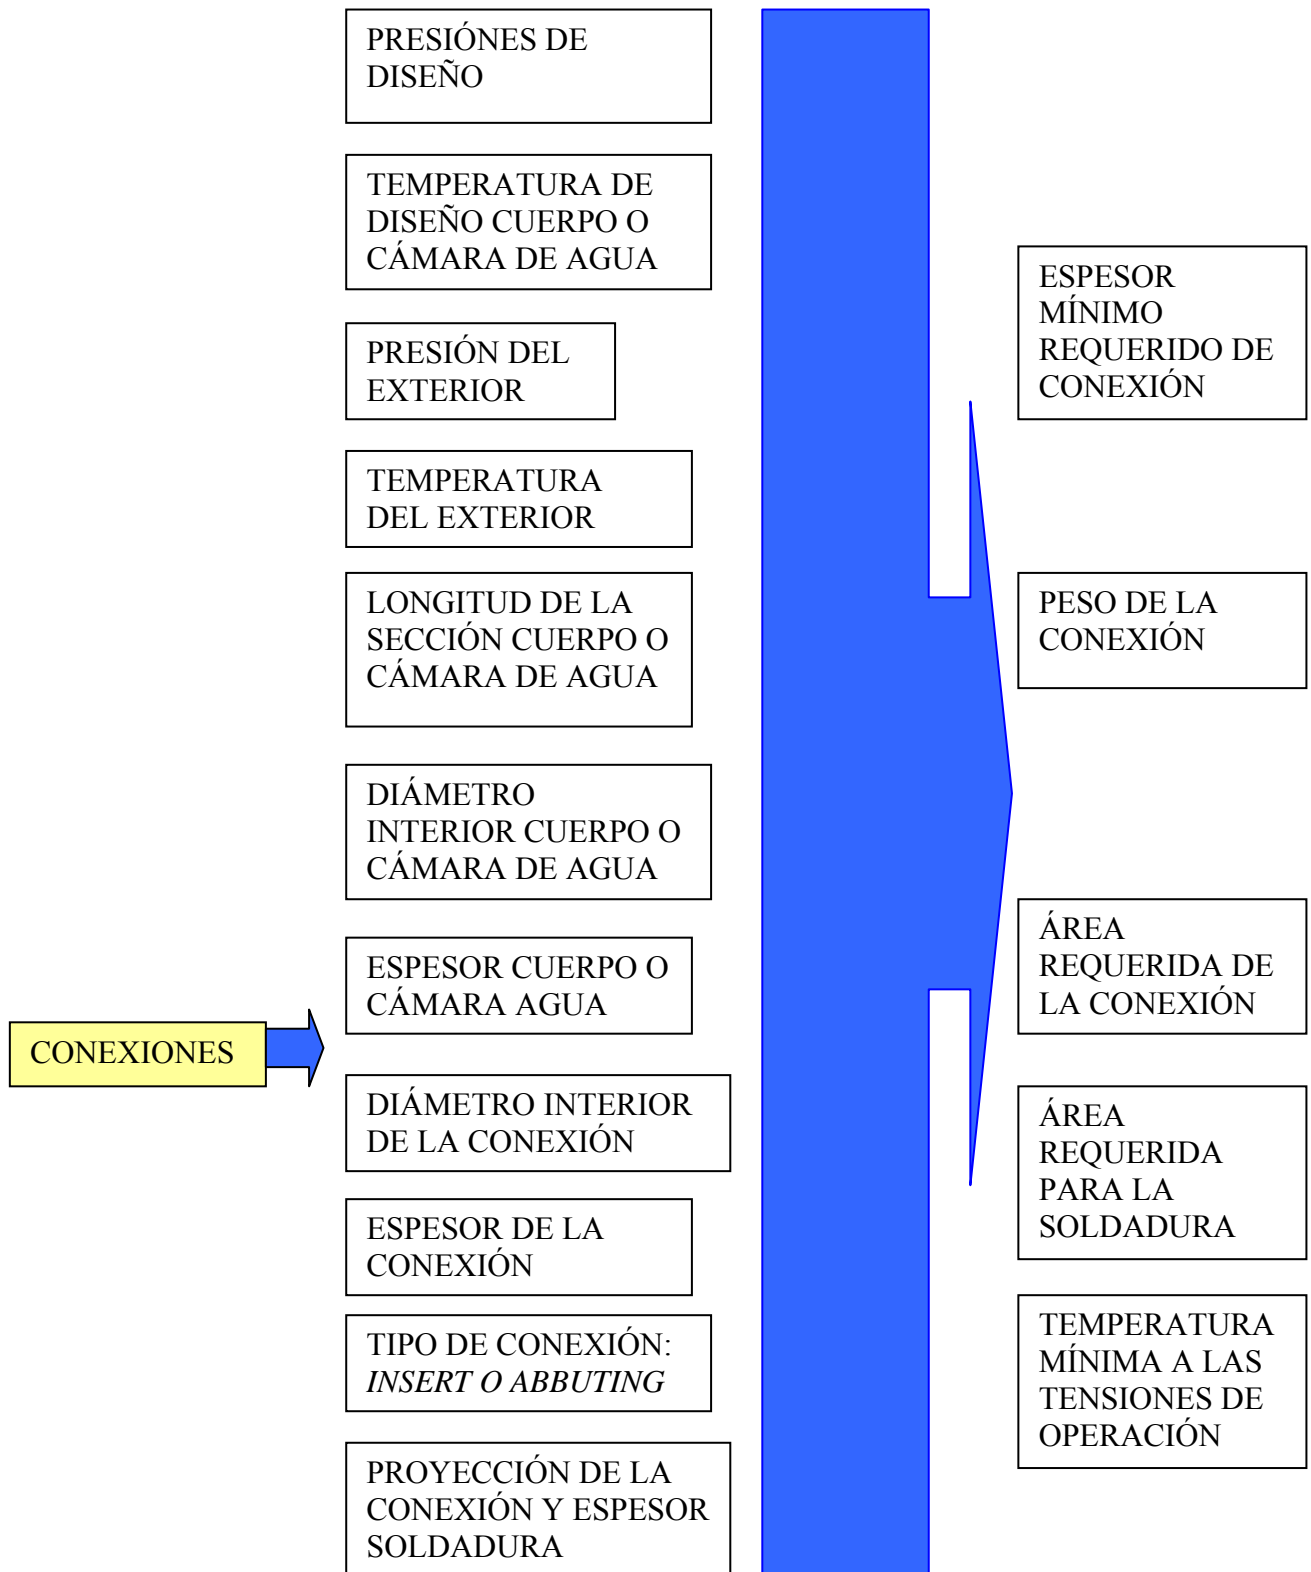 CONEXIONES
PRESIÓNES DE
DISEÑO
TEMPERATURA DE
DISEÑO CUERPO O
CÁMARA DE AGUA
PRESIÓN DEL
EXTERIOR
TEMPERATURA
DEL EXTERIOR
LONGITUD DE LA
SECCIÓN CUERPO O
CÁMARA DE AGUA
DIÁMETRO
INTERIOR CUERPO O
CÁMARA DE AGUA
ESPESOR CUERPO O
CÁMARA AGUA
DIÁMETRO INTERIOR
DE LA CONEXIÓN
ESPESOR DE LA
CONEXIÓN
TIPO DE CONEXIÓN:
INSERT O ABBUTING
PROYECCIÓN DE LA
CONEXIÓN Y ESPESOR
SOLDADURA
ESPESOR
MÍNIMO
REQUERIDO DE
CONEXIÓN
PESO DE LA
CONEXIÓN
ÁREA
REQUERIDA DE
LA CONEXIÓN
ÁREA
REQUERIDA
PARA LA
SOLDADURA
TEMPERATURA
MÍNIMA A LAS
TENSIONES DE
OPERACIÓN